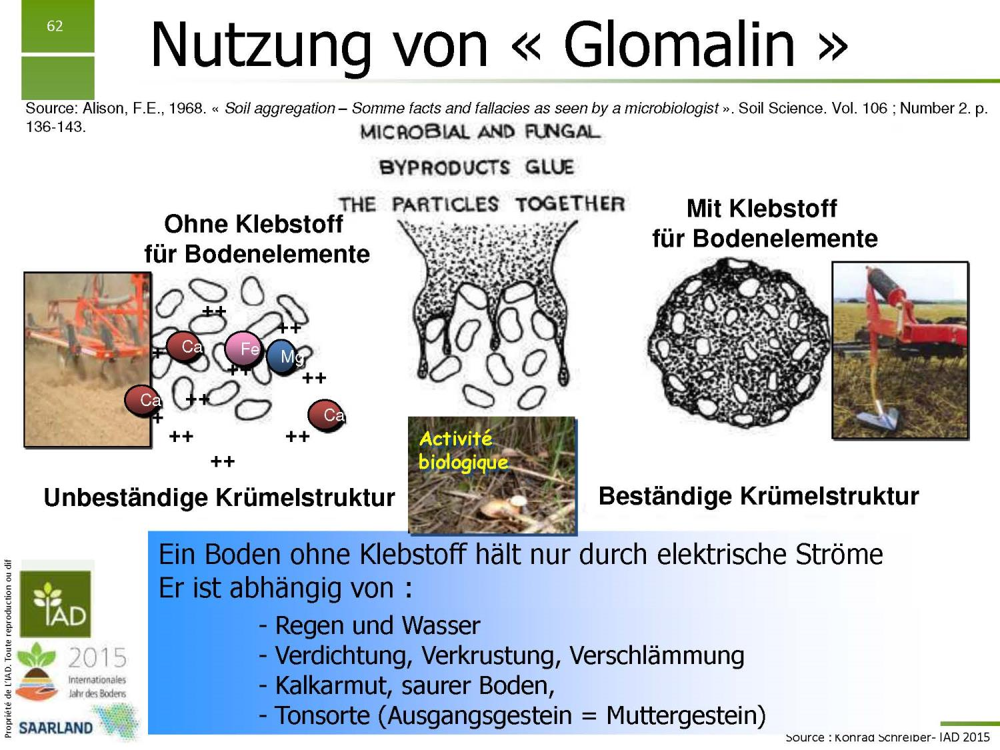 62
Nutzung von « Glomalin »
Source: Alison, F.E., 1968. « Soil aggregation – Somme facts and fallacies as seen by a microbiologist ». Soil Science. Vol. 106 ; Number 2. p.
136-143.
MICROBIAL AND FUNGAL
BYPRODUCTS GLUE
THE PARTICLES TOGETHER
Ohne Klebstoff
für Bodenelemente
Mit Klebstoff
für Bodenelemente
++
++
+
Ca
Fe
Mg
++
++
Ca
++
+
Ca
++
++
++
Activité
biologique
Unbeständige Krümelstruktur
Beständige Krümelstruktur
Ein Boden ohne Klebstoff hält nur durch elektrische Ströme
Er ist abhängig von :
- Regen und Wasser
- Verdichtung, Verkrustung, Verschlämmung
- Kalkarmut, saurer Boden,
- Tonsorte (Ausgangsgestein = Muttergestein)
Propriété de L'IAD. Toute reproduction ou dif
IAD
2015
Internationales
Jahr des Bodens
SAARLAND
Source : Konrad Schreiber- IAD 2015